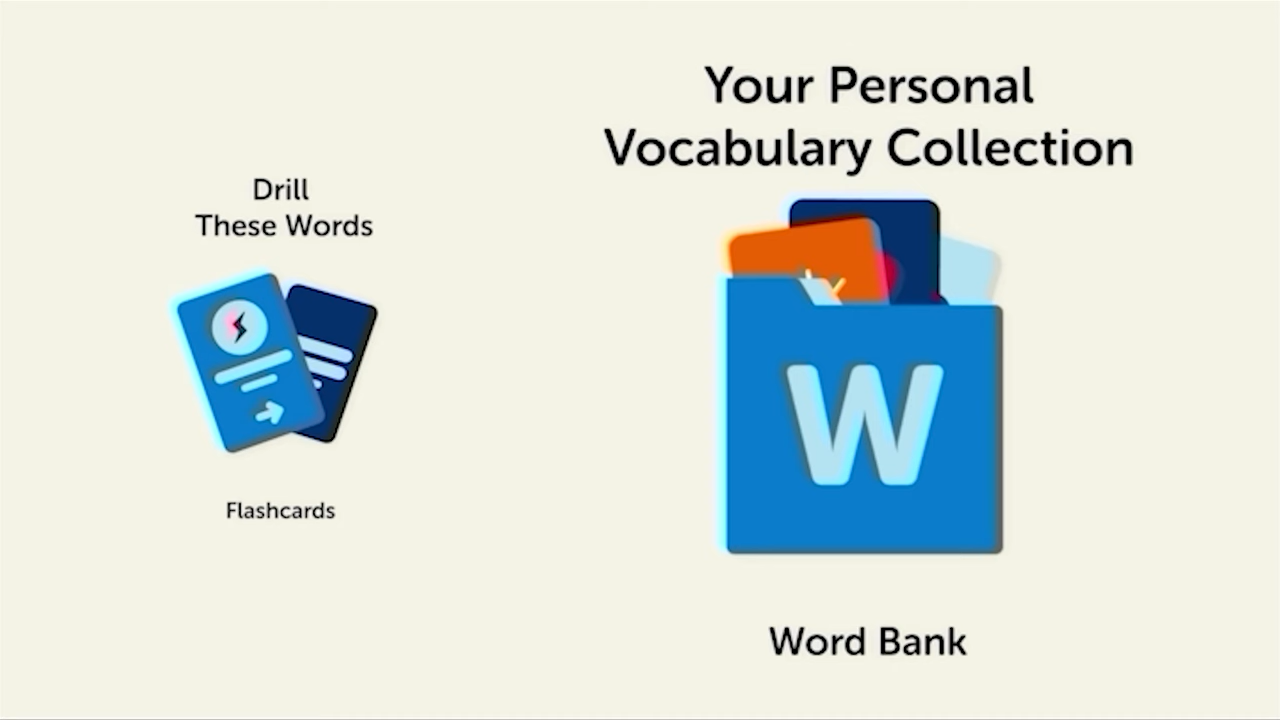 Drill
These Words
Flashcards
Your Personal
Vocabulary Collection
W
Word Bank